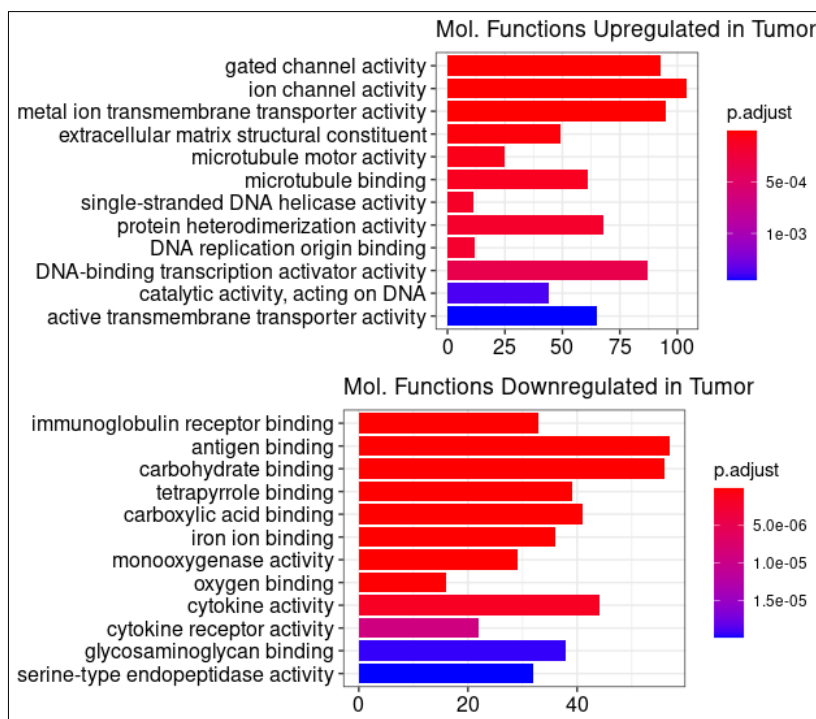 Mol. Functions Upregulated in Tumor
gated channel activity
ion channel activity
metal ion transmembrane transporter activity
extracellular matrix structural constituent
microtubule motor activity
microtubule binding
single-stranded DNA helicase activity
protein heterodimerization activity
DNA replication origin binding
DNA-binding transcription activator activity
catalytic activity, acting on DNA
active transmembrane transporter activity
0 25 50 75 100
p.adjust
5e-04
1e-03
Mol. Functions Downregulated in Tumor
immunoglobulin receptor binding
antigen binding
carbohydrate binding
tetrapyrrole binding
carboxylic acid binding
iron ion binding
monooxygenase activity
oxygen binding
cytokine activity
cytokine receptor activity
glycosaminoglycan binding
serine-type endopeptidase activity
0 20 40
p.adjust
5.0e-06
1.0e-05
1.5e-05